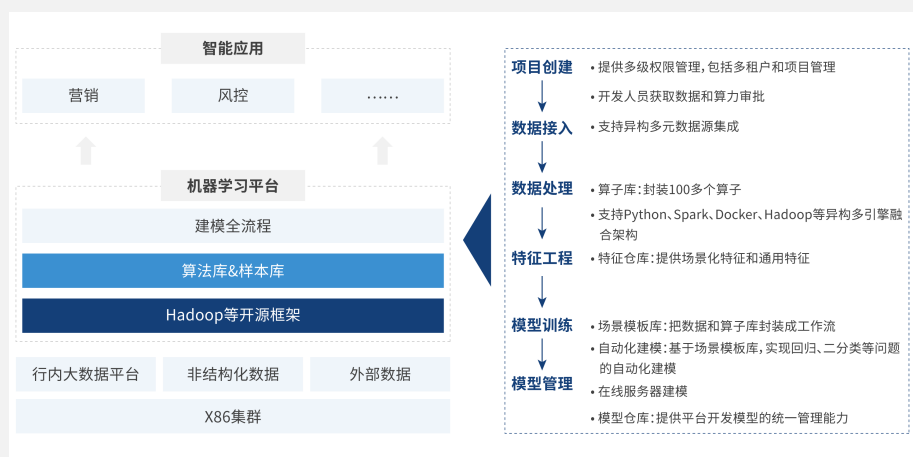 智能应用
营销
风控
……
机器学习平台
建模全流程
算法库&样本库
Hadoop等开源框架
行内大数据平台
非结构化数据
外部数据
X86集群
项目创建
• 提供多级权限管理，包括多租户和项目管理
• 开发人员获取数据和算力审批
数据接入
• 支持异构多元数据源集成
数据处理
• 算子库：封装100多个算子
• 支持Python、Spark、Docker、Hadoop等异构多引擎融
合架构
特征工程
• 特征仓库：提供场景化特征和通用特征
模型训练
• 场景模板库：把数据和算子库封装成工作流
• 自动化建模：基于场景模板库，实现回归、二分类等问题
的自动化建模
模型管理
• 在线服务器建模
• 模型仓库：提供平台开发模型的统一管理能力